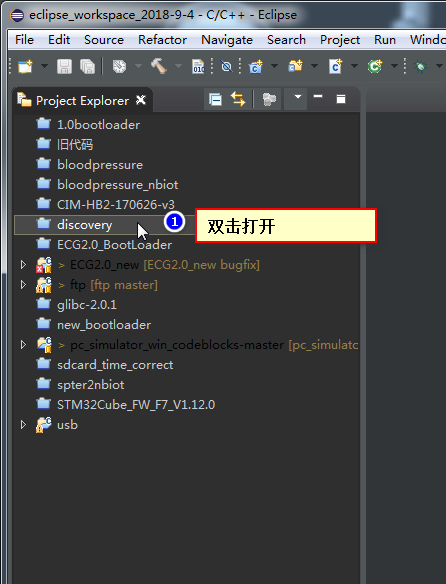 eclipse_workspace_2018-9-4 - C/C++ - Eclipse
File Edit Source Refactor Navigate Search Project Run Windo
010
Project Explorer
1.0bootloader
旧代码
bloodpressure
bloodpressure_nbiot
CIM-HB2-170626-v3
discovery
1 双击打开
ECG2.0_BootLoader
> ECG2.0_new [ECG2.0_new bugfix]
> ftp [ftp master]
glibc-2.0.1
new_bootloader
> pc_simulator_win_codeblocks-master [pc_simulato
sdcard_time_correct
spter2nbiot
STM32Cube_FW_F7_V1.12.0
usb